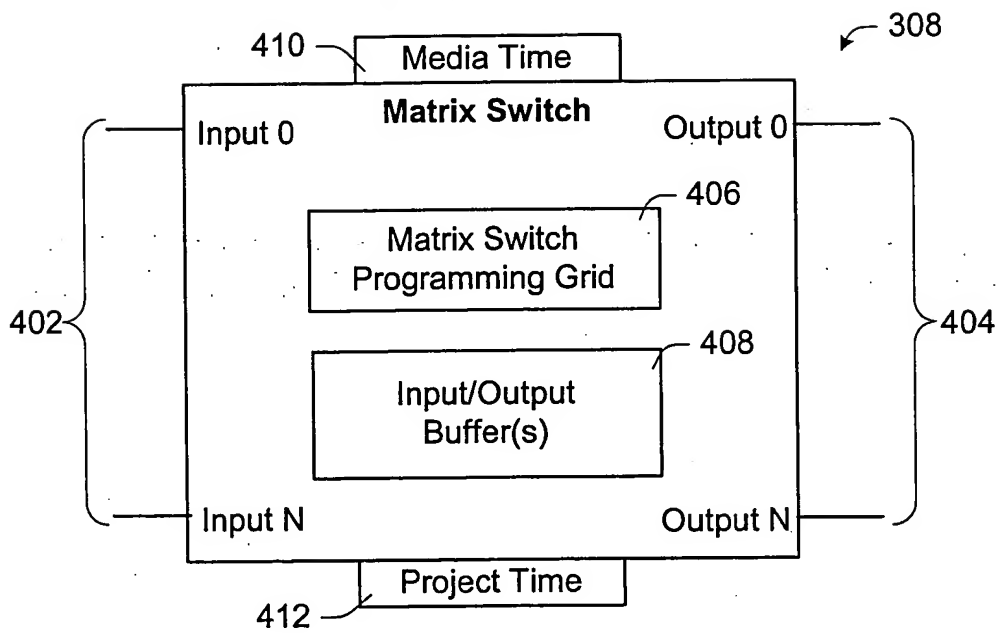 308
410
Media Time
Matrix Switch
Input 0
Output 0
406
Matrix Switch
Programming Grid
402
404
408
Input/Output
Buffer(s)
Input N
Output N
Project Time
412